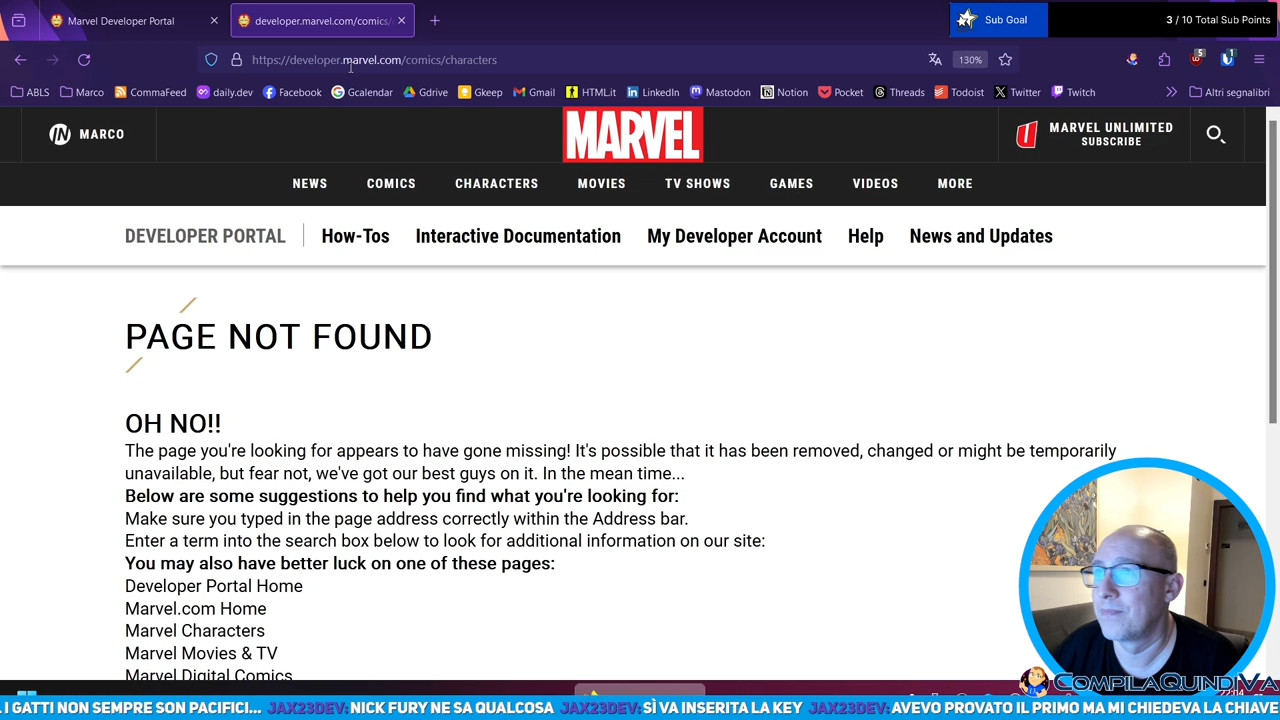 Marvel Developer Portal
developer.marvel.com/comics/
Sub Goal
3 / 10 Total Sub Points
https://developer.marvel.com/comics/characters
130%
5
1
ABLS
Marco
CommaFeed
daily.dev
Facebook
Gcalendar
Gdrive
Gkeep
Gmail
HTML.it
LinkedIn
Mastodon
Notion
Pocket
Threads
Todoist
Twitter
Twitch
Altri segnalibri
IN MARCO
MARVEL
MARVEL UNLIMITED
SUBSCRIBE
NEWS
COMICS
CHARACTERS
MOVIES
TV SHOWS
GAMES
VIDEOS
MORE
DEVELOPER PORTAL
How-Tos
Interactive Documentation
My Developer Account
Help
News and Updates
PAGE NOT FOUND
OH NO!!
The page you're looking for appears to have gone missing! It's possible that it has been removed, changed or might be temporarily
unavailable, but fear not, we've got our best guys on it. In the mean time...
Below are some suggestions to help you find what you're looking for:
Make sure you typed in the page address correctly within the Address bar.
Enter a term into the search box below to look for additional information on our site:
You may also have better luck on one of these pages:
Developer Portal Home
Marvel.com Home
Marvel Characters
Marvel Movies & TV
Marvel Digital Comics
COMPILAQUINDIVA
I GATTI NON SEMPRE SON PACIFICI... JAX23DEV: NICK FURY NE SA QUALCOSA JAX23DEV: SÌ VA INSERITA LA KEY JAX23DEV: AVEVO PROVATO IL PRIMO MA MI CHIEDEVA LA CHIAVE